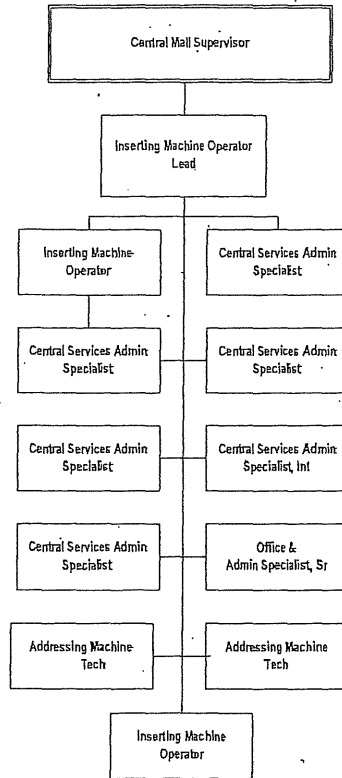 Central Mail Supervisor
Inserting Machine Operator
Lead
Inserting Machine
Operator
Central Services Admin
Specialist
Central Services Admin
Specialist
Central Services Admin
Specialist
Central Services Admin
Specialist
Central Services Admin
Specialist, Int
Central Services Admin
Specialist
Office &
Admin Specialist, Sr
Addressing Machine
Tech
Addressing Machine
Tech
Inserting Machine
Operator